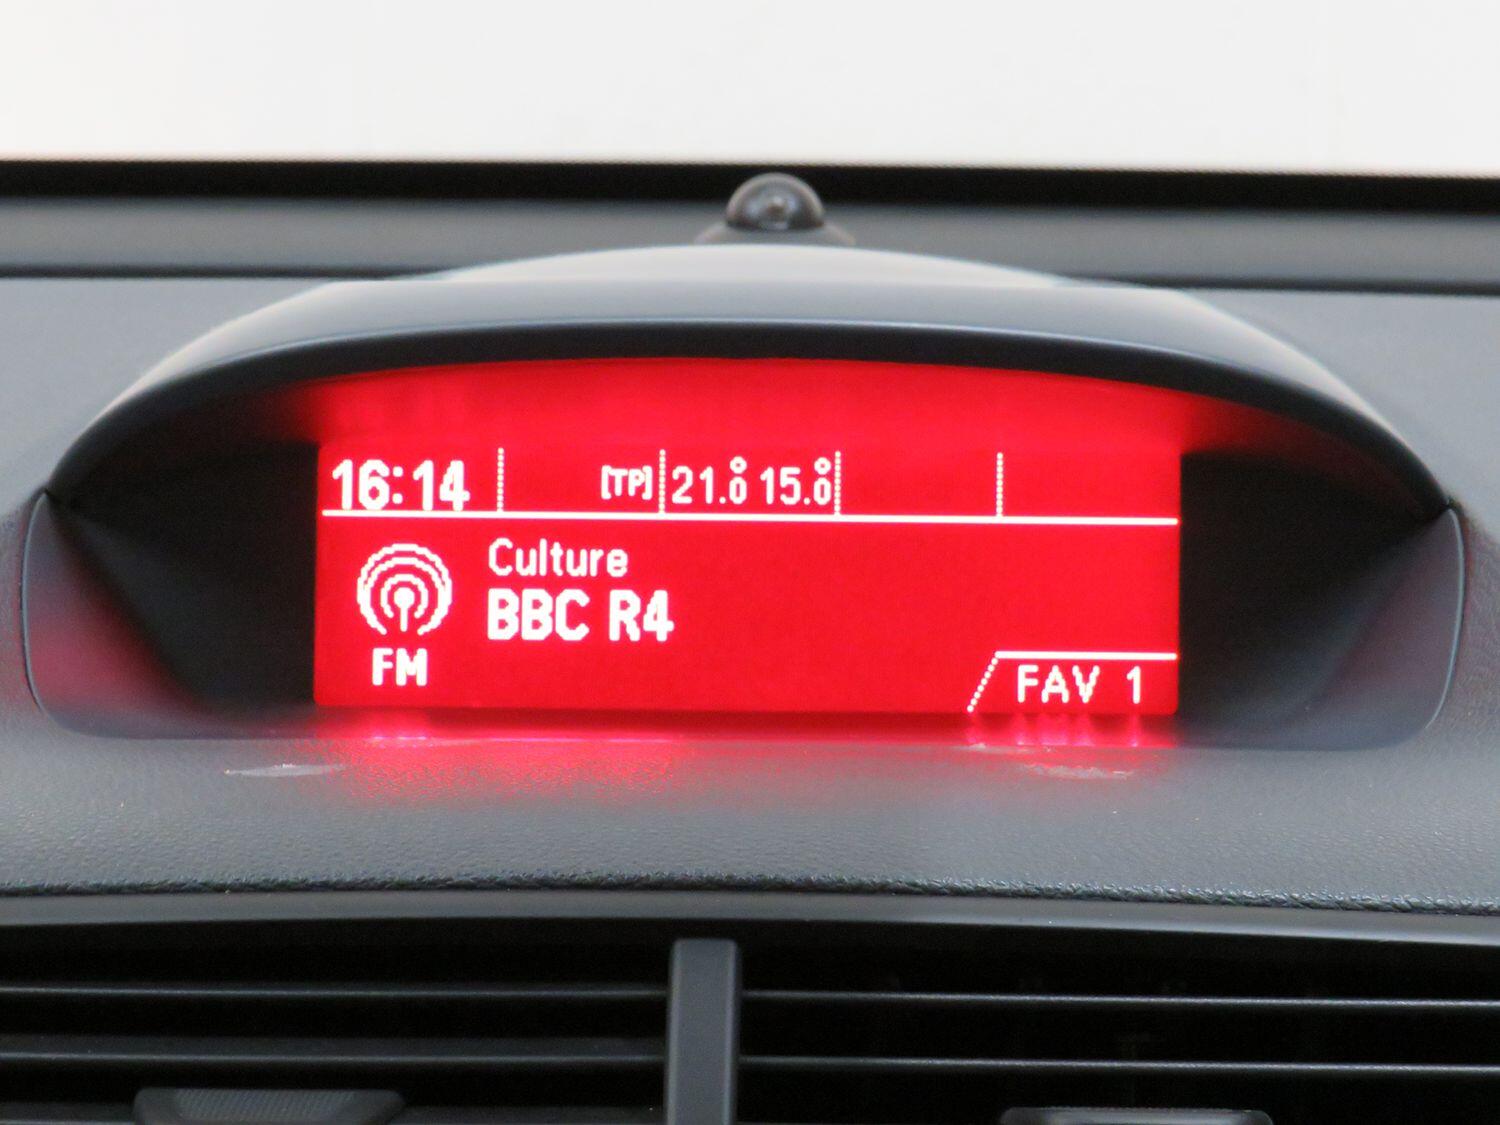 16:14 [TP] 21.0° 15.0°
Culture
BBC R4
FM
FAV 1